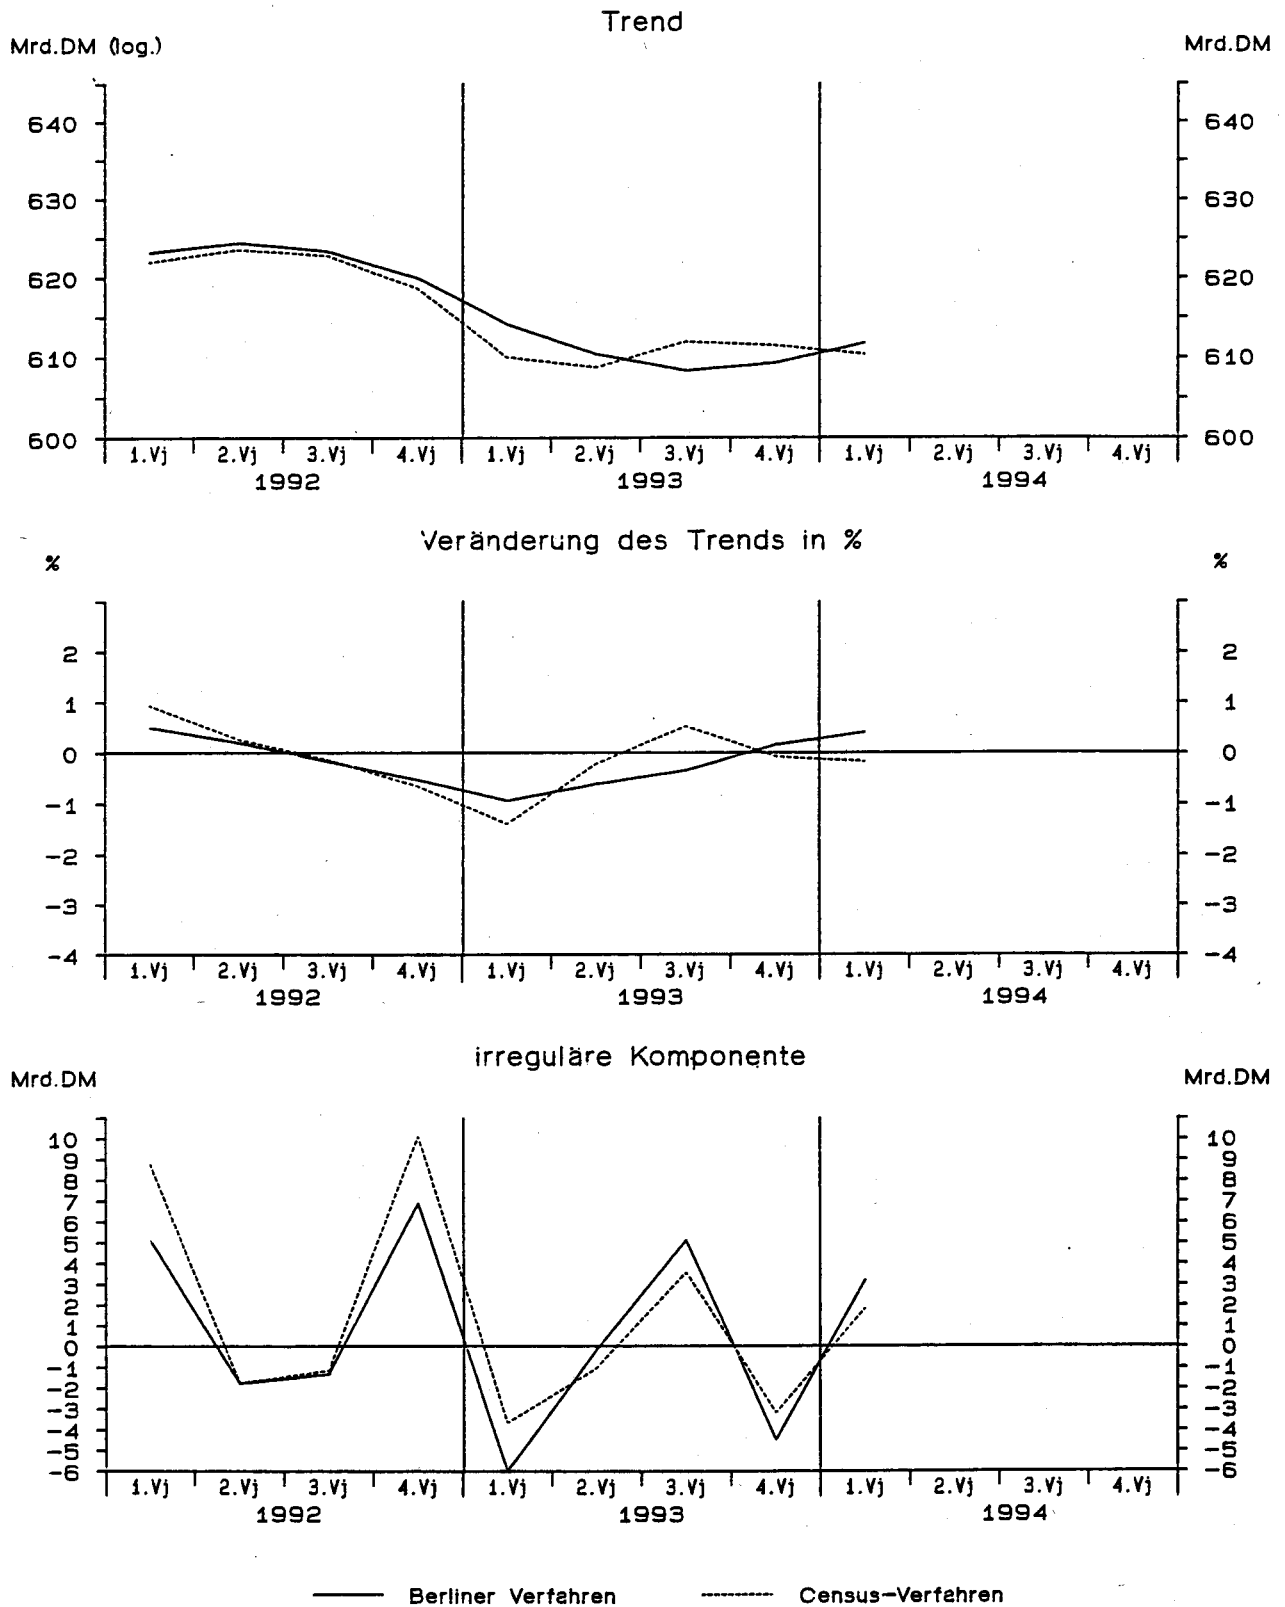 Trend
Mrd.DM (log.) Mrd.DM
640 640
630 630
620 620
610 610
600 600
1.Vj 2.Vj 3.Vj 4.Vj 1.Vj 2.Vj 3.Vj 4.Vj 1.Vj 2.Vj 3.Vj 4.Vj
1992 1993 1994
Veränderung des Trends in %
% %
2 2
1 1
0 0
-1 -1
-2 -2
-3 -3
-4 -4
1.Vj 2.Vj 3.Vj 4.Vj 1.Vj 2.Vj 3.Vj 4.Vj 1.Vj 2.Vj 3.Vj 4.Vj
1992 1993 1994
irreguläre Komponente
Mrd.DM Mrd.DM
10 10
9 9
8 8
7 7
6 6
5 5
4 4
3 3
2 2
1 1
0 0
-1 -1
-2 -2
-3 -3
-4 -4
-5 -5
-6 -6
1.Vj 2.Vj 3.Vj 4.Vj 1.Vj 2.Vj 3.Vj 4.Vj 1.Vj 2.Vj 3.Vj 4.Vj
1992 1993 1994
Berliner Verfahren Census-Verfahren